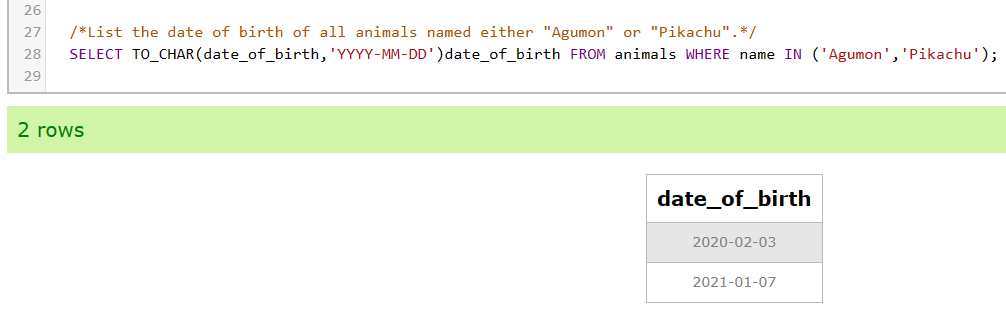 26
27 /*List the date of birth of all animals named either "Agumon" or "Pikachu".*/
28 SELECT TO_CHAR(date_of_birth,'YYYY-MM-DD')date_of_birth FROM animals WHERE name IN ('Agumon','Pikachu');
29
2 rows
date_of_birth
2020-02-03
2021-01-07